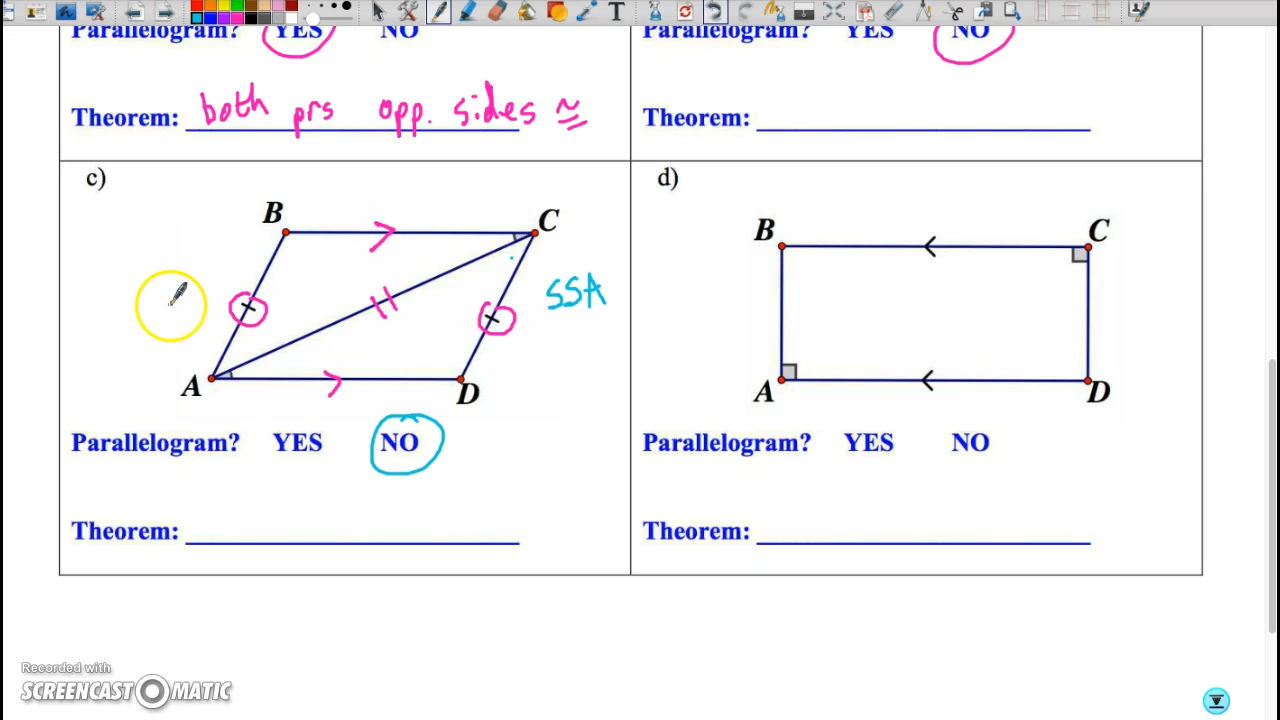 Parallelogram? YES NO
Theorem: both prs opp. sides ≅
Parallelogram? YES NO
Theorem:
c)
B
C
SSA
A
D
Parallelogram? YES NO
Theorem:
d)
B
C
A
D
Parallelogram? YES NO
Theorem:
Recorded with
SCREENCAST MATIC